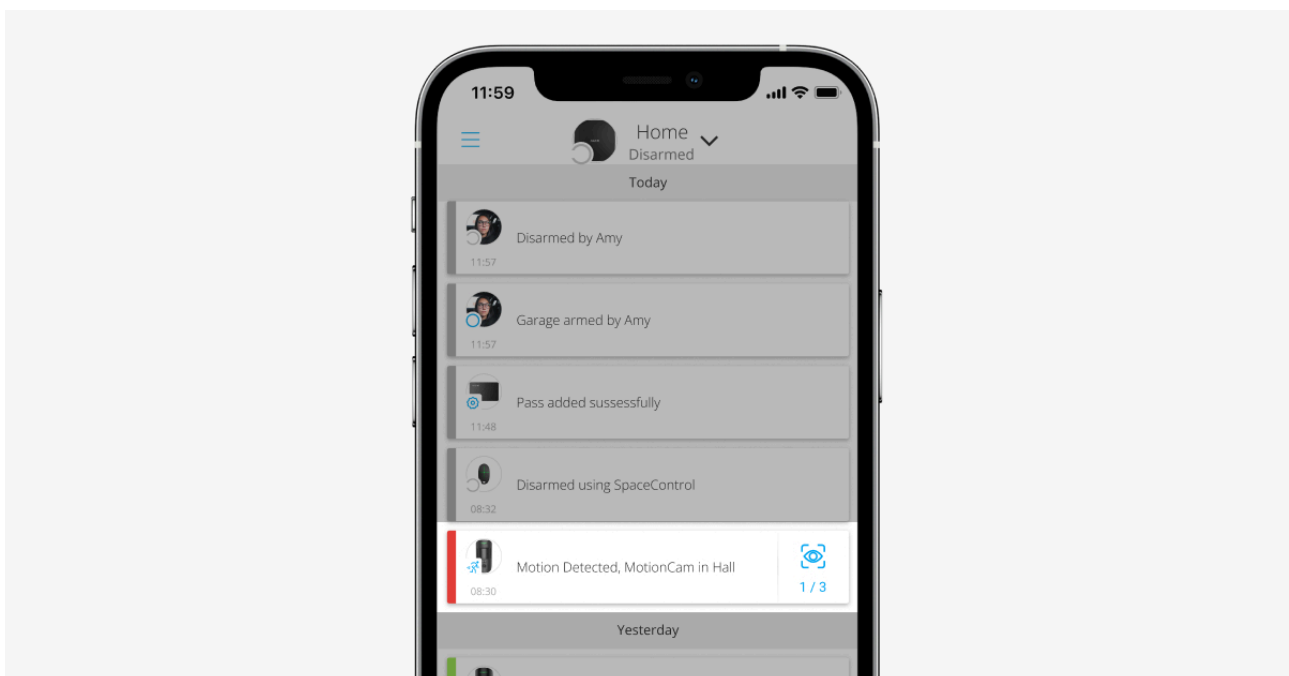 11:59
Home
Disarmed
Today
Disarmed by Amy
11:57
Garage armed by Amy
11:57
Pass added sussessfully
11:48
Disarmed using SpaceControl
08:32
Motion Detected, MotionCam in Hall
1 / 3
08:30
Yesterday